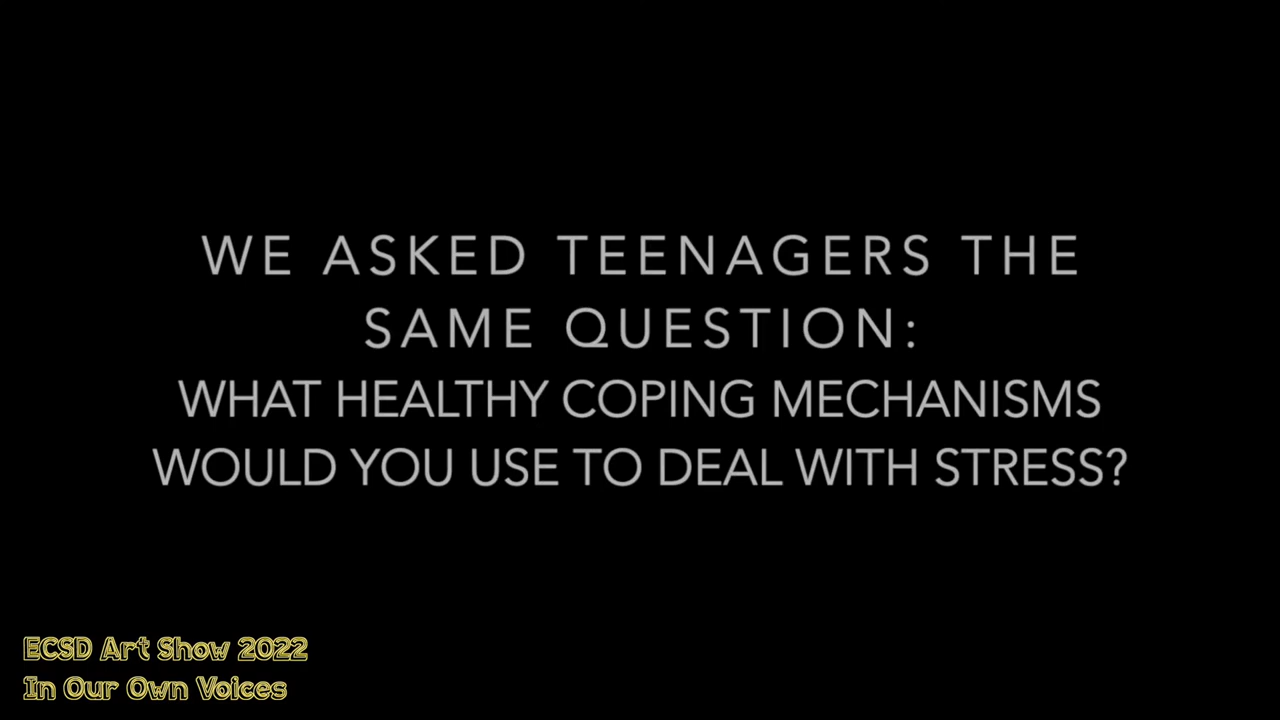 WE ASKED TEENAGERS THE
SAME QUESTION:
WHAT HEALTHY COPING MECHANISMS
WOULD YOU USE TO DEAL WITH STRESS?
ECSD Art Show 2022
In Our Own Voices